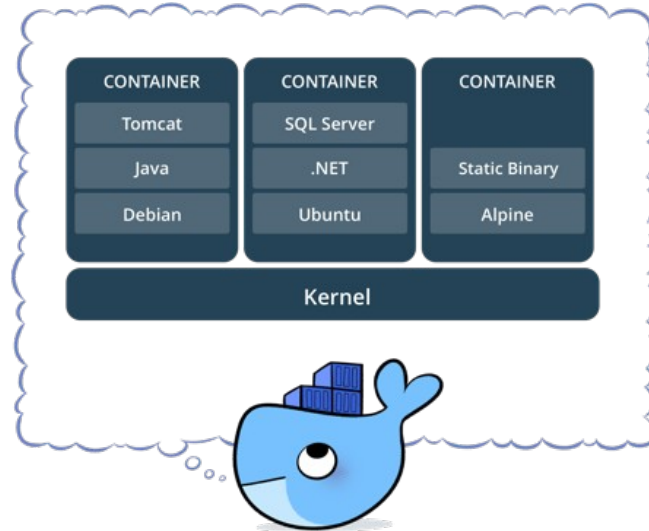 CONTAINER
Tomcat
Java
Debian
CONTAINER
SQL Server
.NET
Ubuntu
CONTAINER
Static Binary
Alpine
Kernel